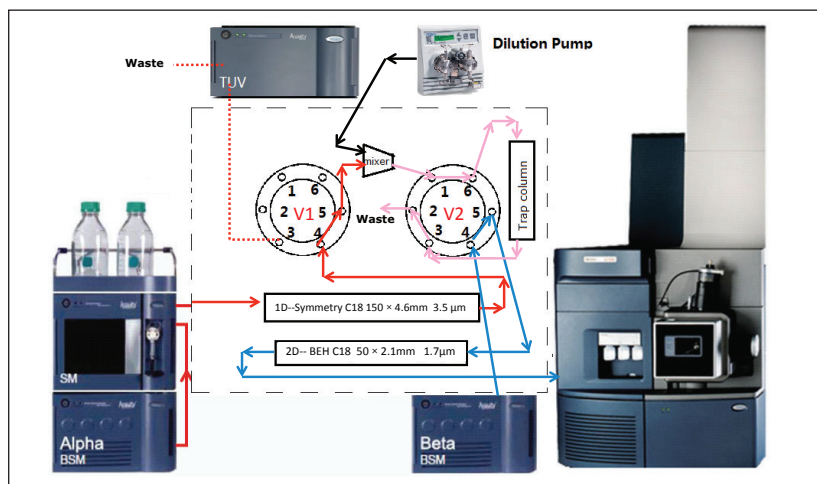 Dilution Pump
Waste
TUV
mixer
Trap column
1 6
2 V1 5
3 4
1 6
2 V2 5
3 4
Waste
1D--Symmetry C18 150 × 4.6mm 3.5 µm
2D-- BEH C18 50 × 2.1mm 1.7µm
SM
Alpha
BSM
Beta
BSM